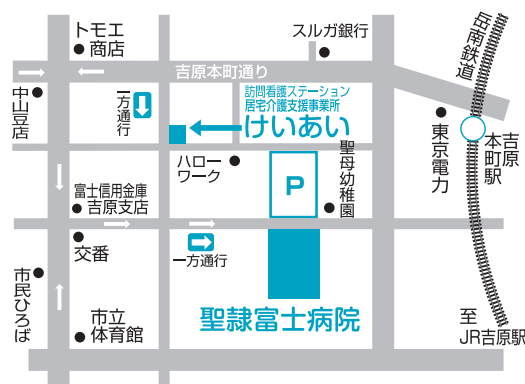 トモエ
商店
スルガ銀行
岳南鉄道
吉原本町通り
中山豆店
一方通行
訪問看護ステーション
居宅介護支援事業所
けいあい
東京電力
吉原
本町駅
ハロー
ワーク
聖母幼稚園
P
富士信用金庫
吉原支店
交番
一方通行
市民ひろば
市立
体育館
聖隷富士病院
至
JR吉原駅